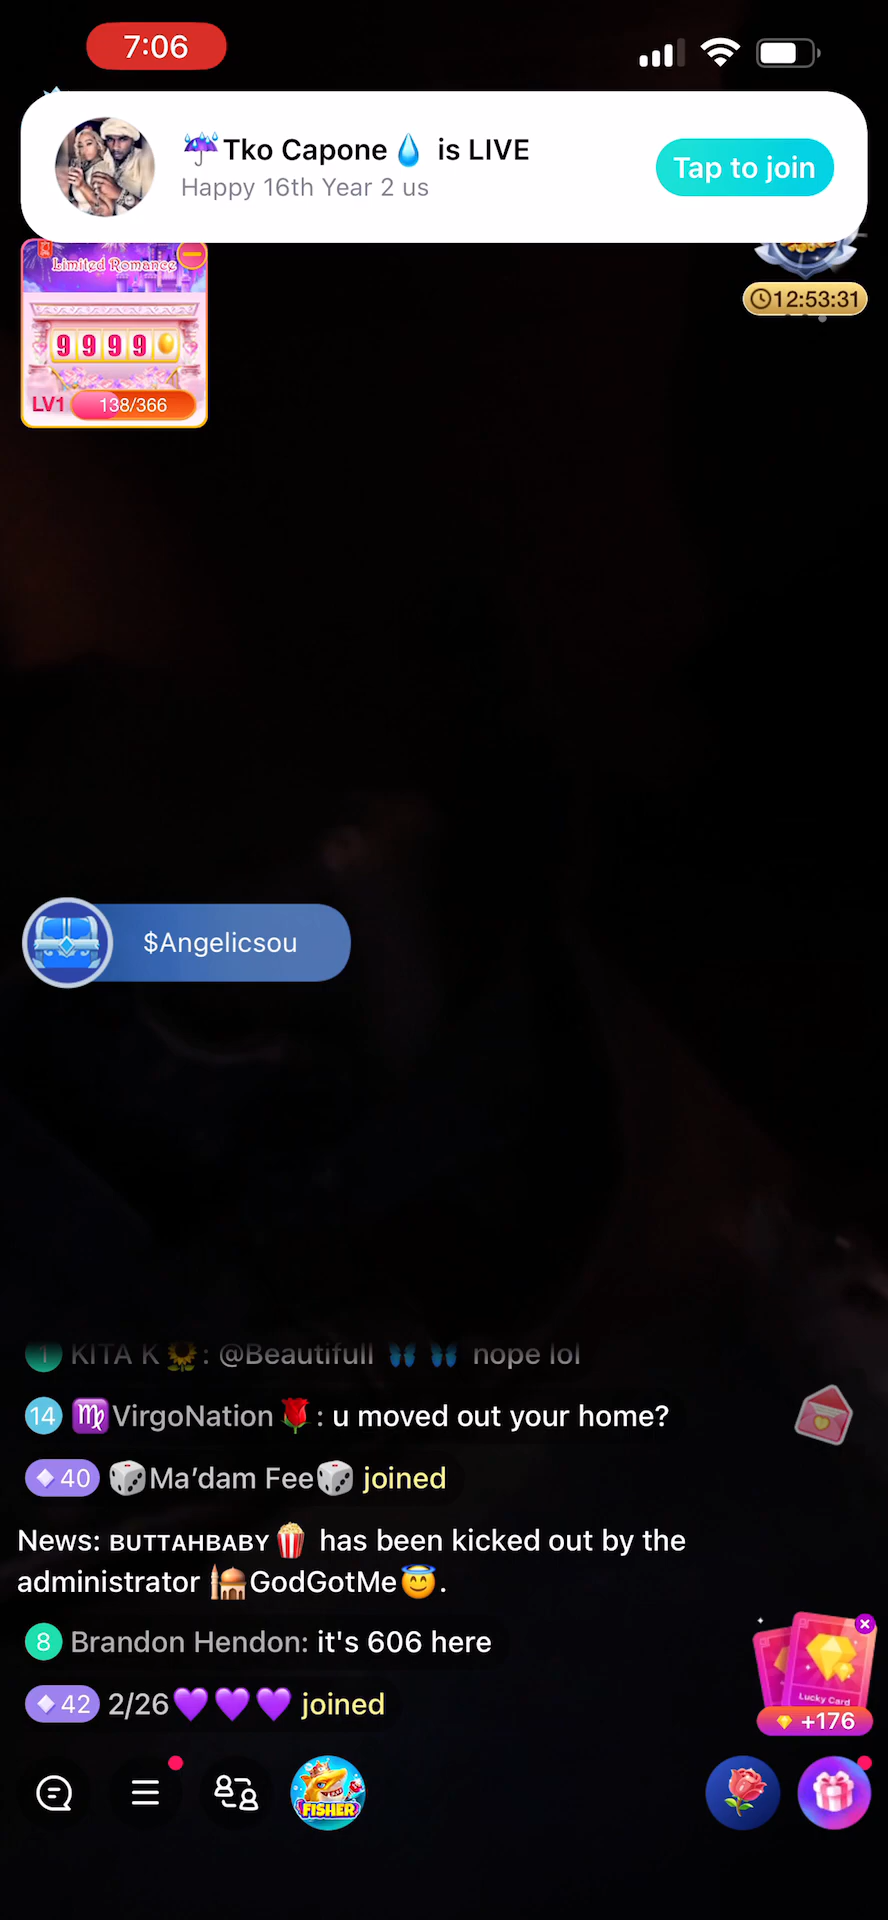 7:06
☔Tko Capone💧 is LIVE
Happy 16th Year 2 us
Tap to join
Limited Romance
9999
LV1 138/366
12:53:31
$Angelicsou
1 KITA K🌻: @Beautifull 🦋 🦋 nope lol
14 ♍VirgoNation🌹: u moved out your home?
40 🎲Ma’dam Fee🎲 joined
News: ʙᴜᴛᴛᴀʜʙᴀʙʏ🍿 has been kicked out by the
administrator 🕌GodGotMe😇.
8 Brandon Hendon: it's 606 here
42 2/26💜💜💜 joined
Lucky Card
+176
FISHER